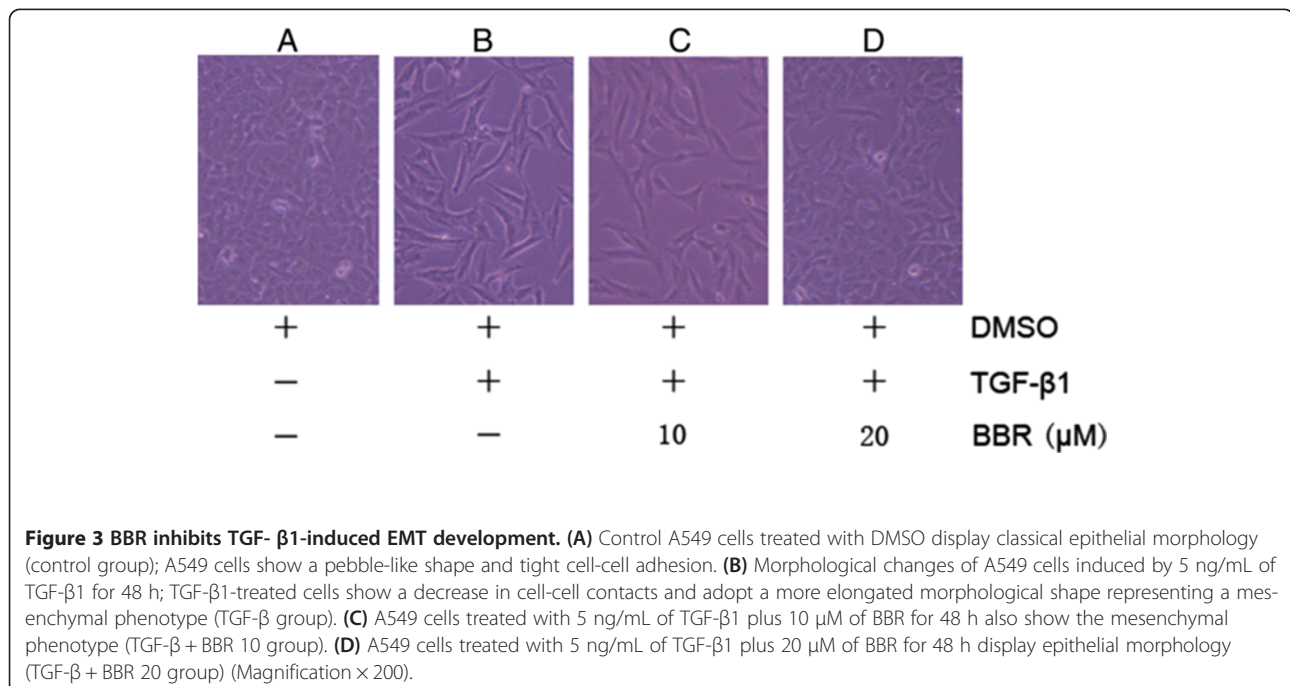 A B C D
+ + + + DMSO
− + + + TGF-β1
− − 10 20 BBR (μM)
Figure 3 BBR inhibits TGF- β1-induced EMT development. (A) Control A549 cells treated with DMSO display classical epithelial morphology
(control group); A549 cells show a pebble-like shape and tight cell-cell adhesion. (B) Morphological changes of A549 cells induced by 5 ng/mL of
TGF-β1 for 48 h; TGF-β1-treated cells show a decrease in cell-cell contacts and adopt a more elongated morphological shape representing a mes-
enchymal phenotype (TGF-β group). (C) A549 cells treated with 5 ng/mL of TGF-β1 plus 10 μM of BBR for 48 h also show the mesenchymal
phenotype (TGF-β + BBR 10 group). (D) A549 cells treated with 5 ng/mL of TGF-β1 plus 20 μM of BBR for 48 h display epithelial morphology
(TGF-β + BBR 20 group) (Magnification × 200).